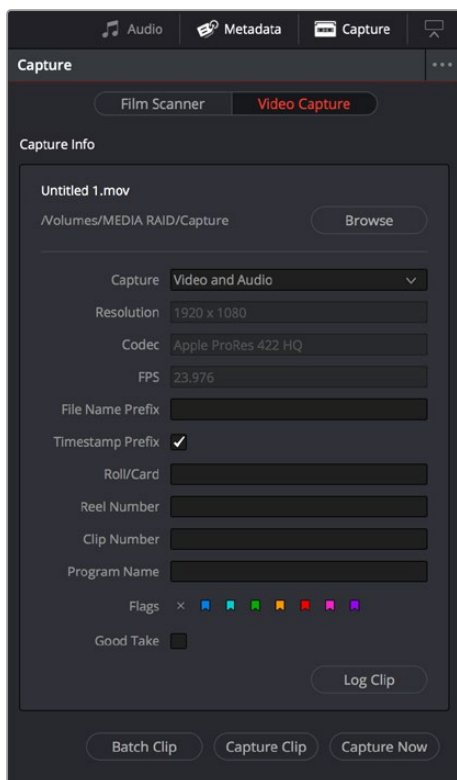 Audio Metadata Capture
Capture
Film Scanner Video Capture
Capture Info
Untitled 1.mov
/Volumes/MEDIA RAID/Capture Browse
Capture Video and Audio
Resolution 1920 x 1080
Codec Apple ProRes 422 HQ
FPS 23.976
File Name Prefix
Timestamp Prefix
Roll/Card
Reel Number
Clip Number
Program Name
Flags
Good Take
Log Clip
Batch Clip Capture Clip Capture Now